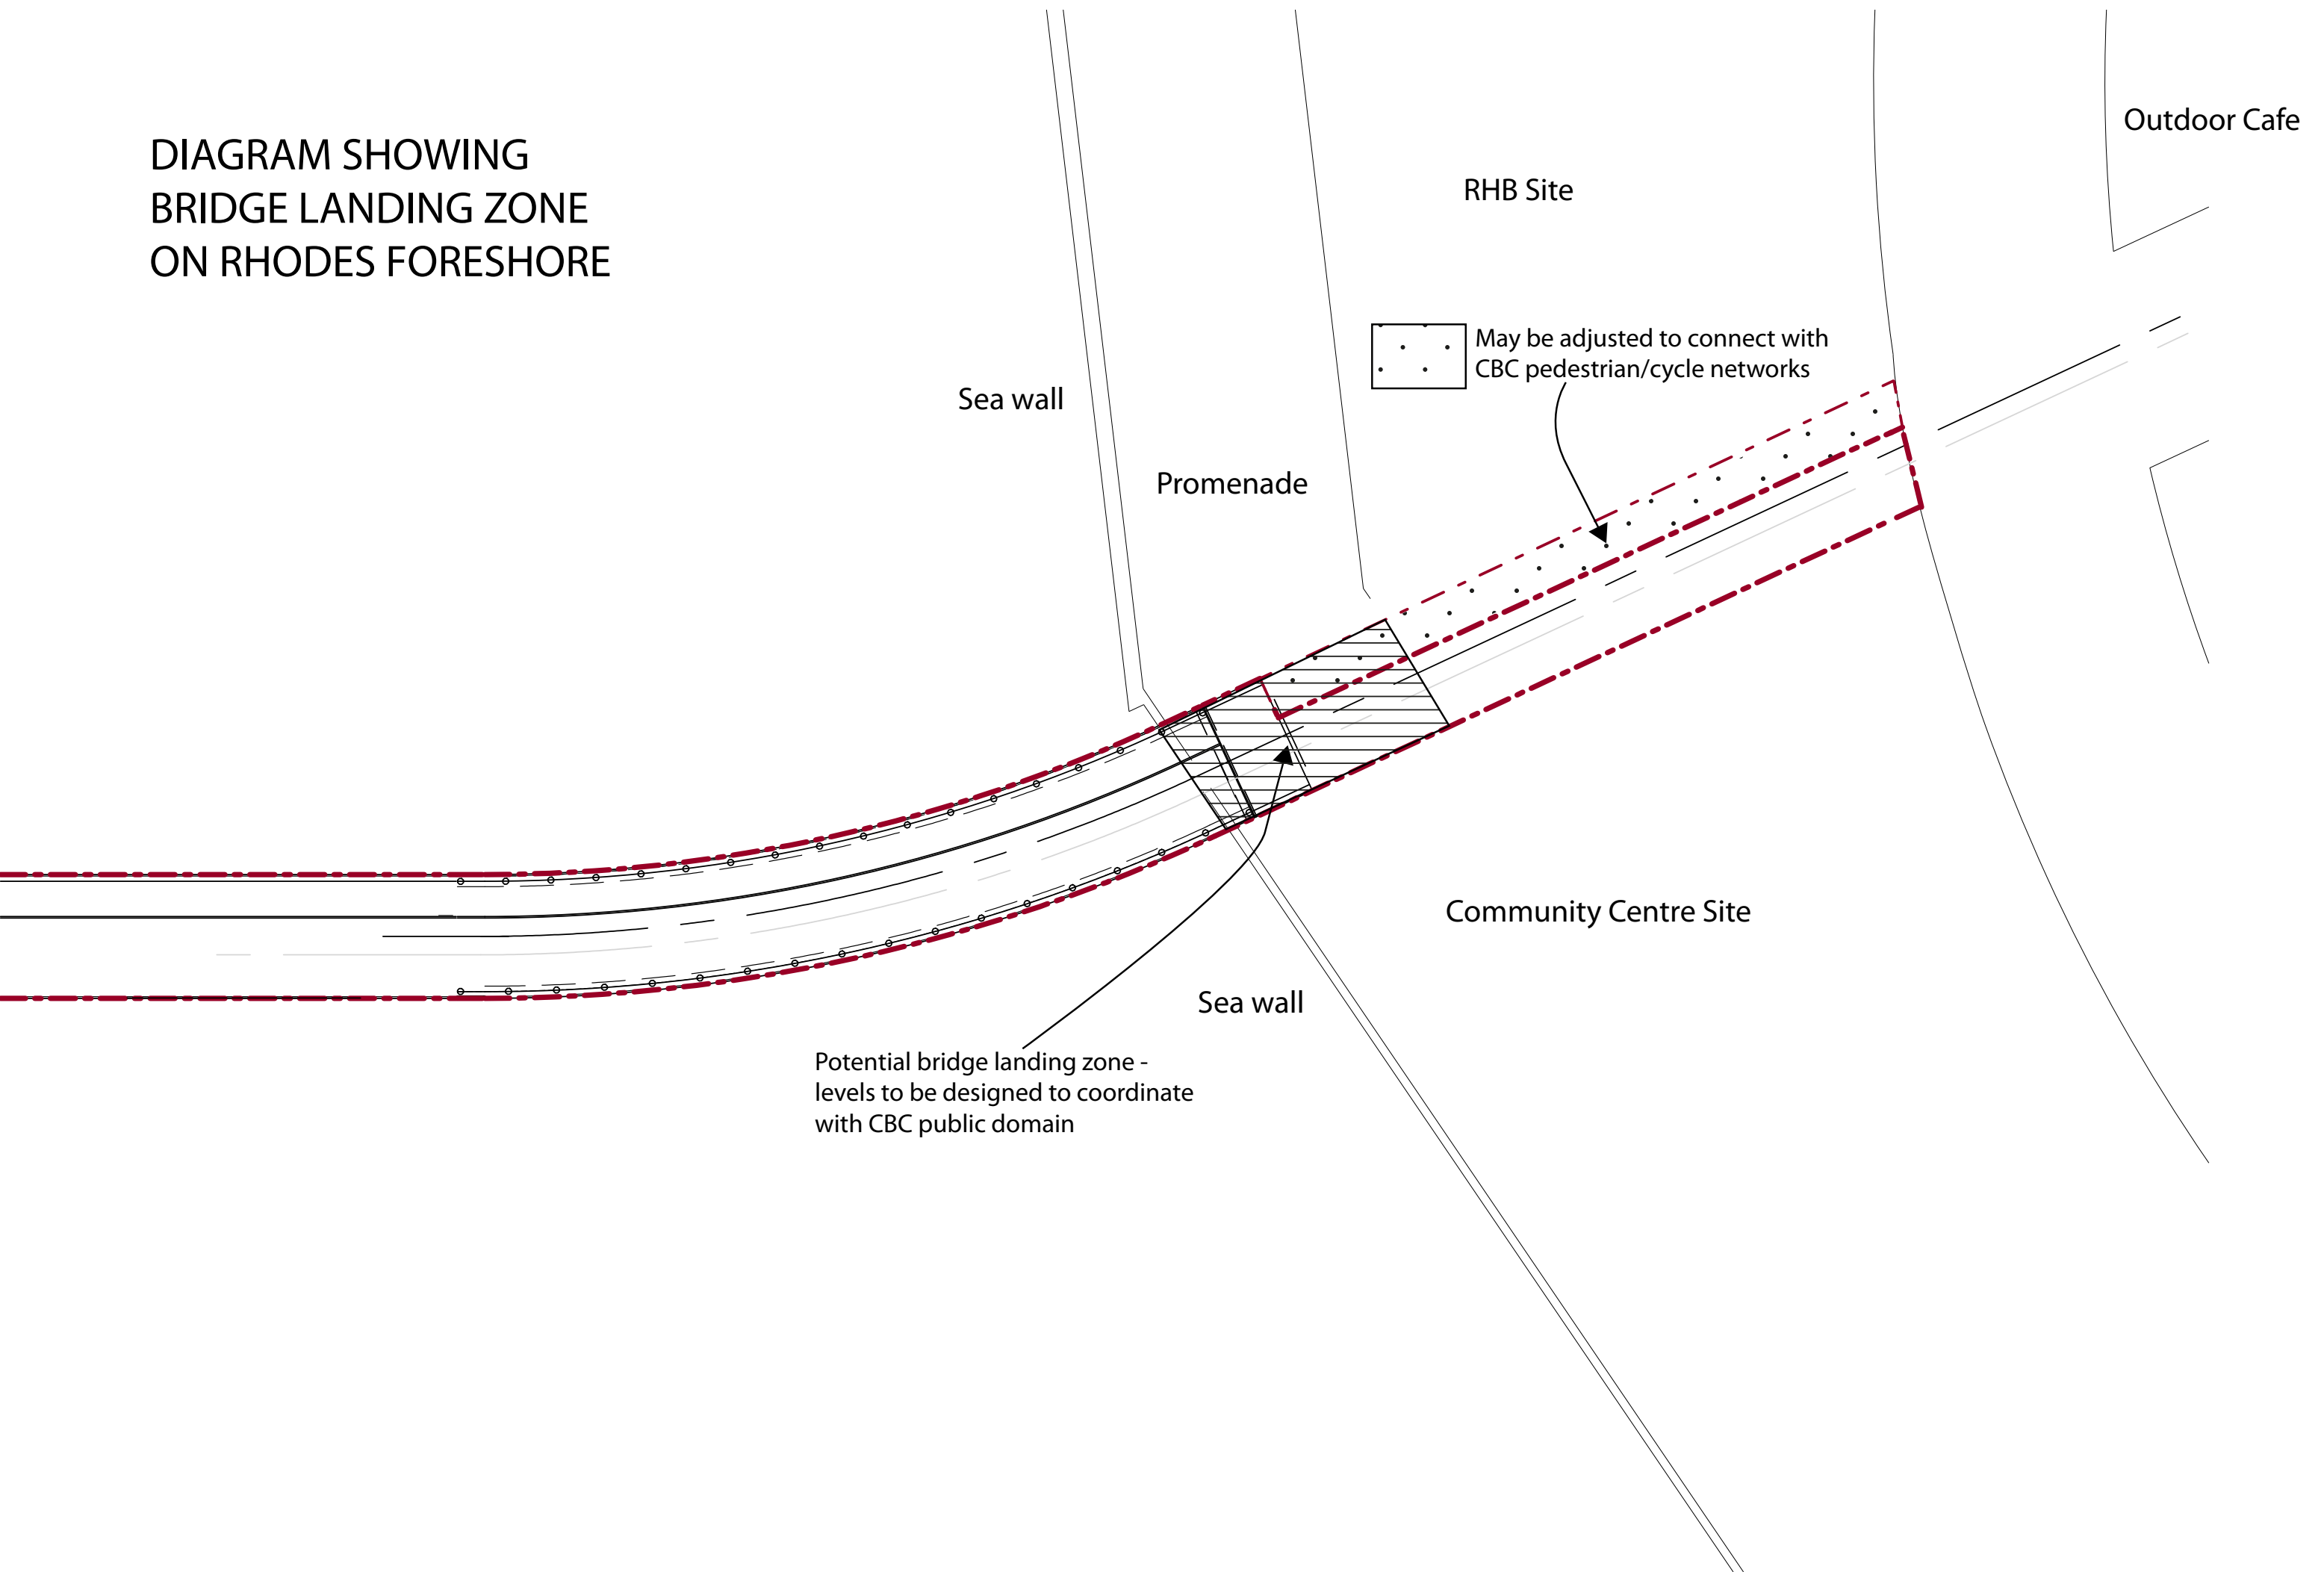 DIAGRAM SHOWING
BRIDGE LANDING ZONE
ON RHODES FORESHORE
Outdoor Cafe
RHB Site
May be adjusted to connect with
CBC pedestrian/cycle networks
Sea wall
Promenade
Community Centre Site
Sea wall
Potential bridge landing zone -
levels to be designed to coordinate
with CBC public domain